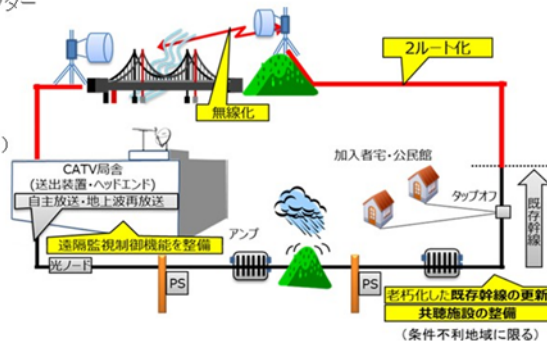 ター
2ルート化
無線化
)
CATV局舎
(送出装置・ヘッドエンド)
自主放送・地上波再放送
遠隔監視制御機能を整備
加入者宅・公民館
タップオフ
既存幹線
アンプ
光ノード
PS
PS
老朽化した既存幹線の更新
共聴施設の整備
(条件不利地域に限る)